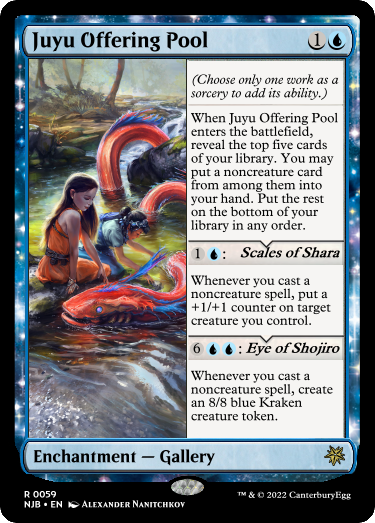 Juyu Offering Pool 1
(Choose only one work as a
sorcery to add its ability.)
When Juyu Offering Pool
enters the battlefield,
reveal the top five cards
of your library. You may
put a noncreature card
from among them into
your hand. Put the rest
on the bottom of your
library in any order.
1 : Scales of Shara
Whenever you cast a
noncreature spell, put a
+1/+1 counter on target
creature you control.
6 : Eye of Shojiro
Whenever you cast a
noncreature spell, create
an 8/8 blue Kraken
creature token.
Enchantment — Gallery
R 0059
NJB • EN Alexander Nanitchkov
™ & © 2022 CanterburyEgg